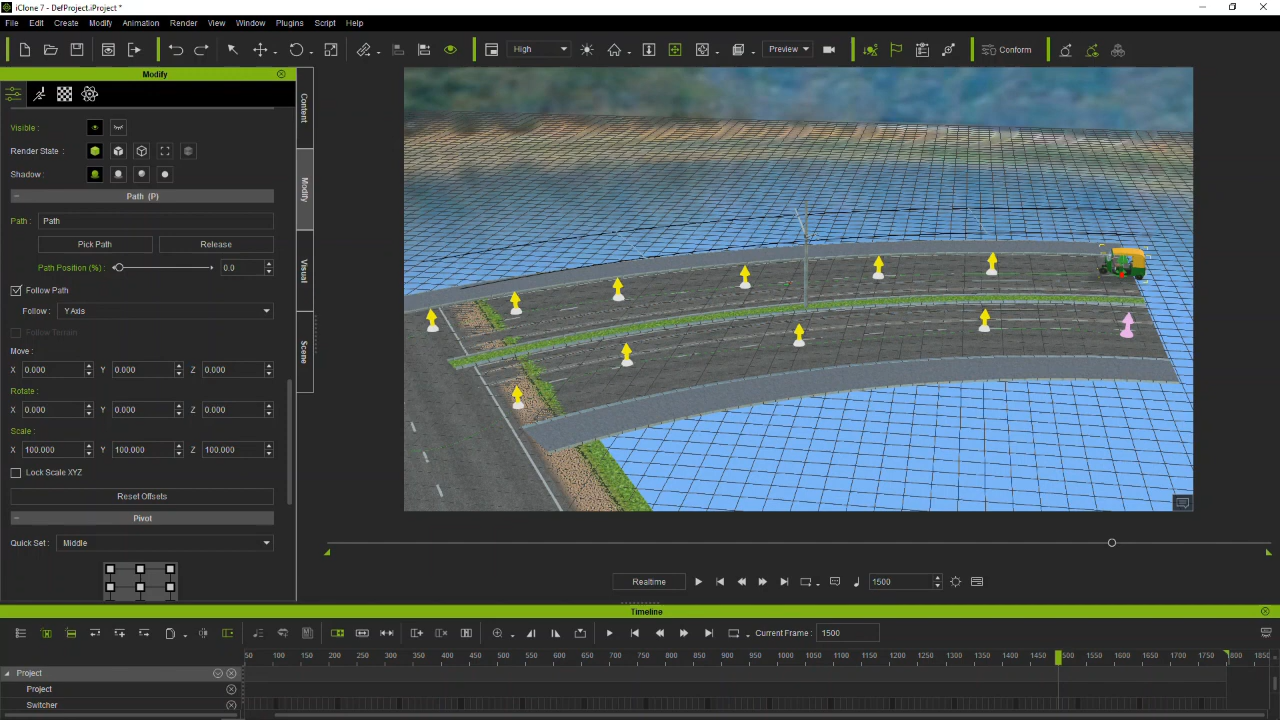 iClone 7 - DefProject.iProject *
File Edit Create Modify Animation Render View Window Plugins Script Help
High
Preview
Conform
Modify
Content
Modify
Visual
Scene
Visible :
Render State :
Shadow :
Path (P)
Path : Path
Pick Path Release
Path Position (%) : 0.0
Follow Path
Follow : Y Axis
Follow Terrain
Move :
X 0.000 Y 0.000 Z 0.000
Rotate :
X 0.000 Y 0.000 Z 0.000
Scale :
X 100.000 Y 100.000 Z 100.000
Lock Scale XYZ
Reset Offsets
Pivot
Quick Set : Middle
Realtime 1500
Timeline
Current Frame : 1500
50 100 150 200 250 300 350 400 450 500 550 600 650 700 750 800 850 900 950 1000 1050 1100 1150 1200 1250 1300 1350 1400 1450 1500 1550 1600 1650 1700 1750 1800 1850
Project
Project
Switcher